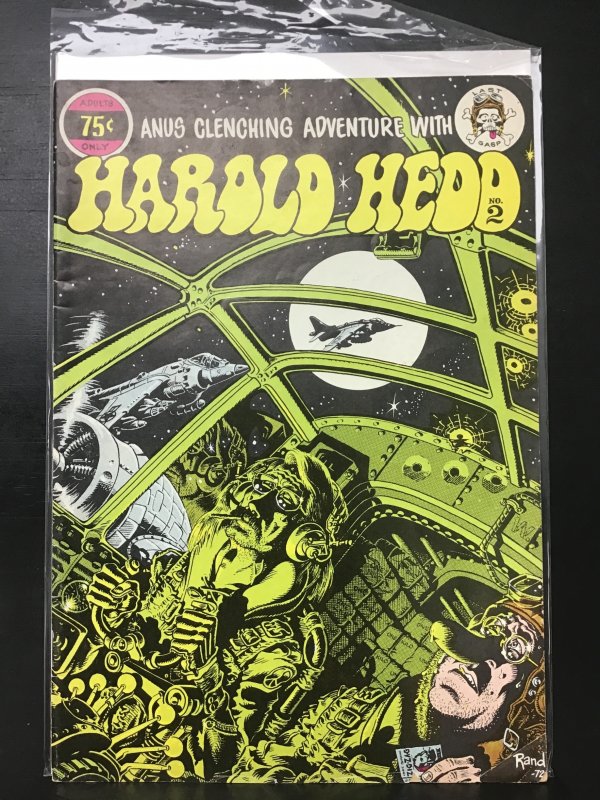 ADULTS
75¢
ONLY
ANUS CLENCHING ADVENTURE WITH
LAST
GASP
HAROLD HEDD
NO.
2
Rand
-72